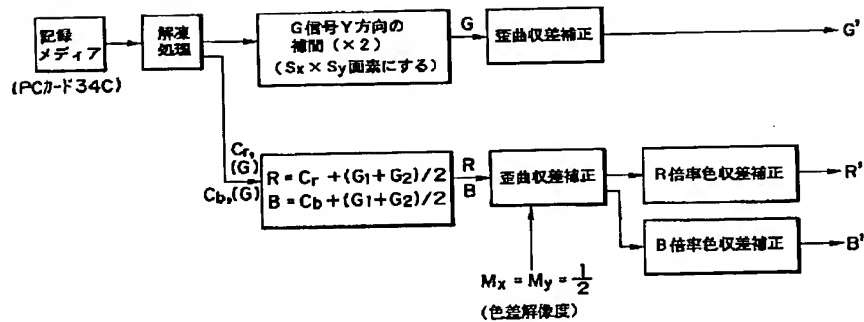 記録
メディア
(PCカード34C)
解凍
処理
G信号Y方向の
補間(×2)
(Sx×Sy画素にする)
G
歪曲収差補正
G'
Cr,
(G)
Cb,(G)
R=Cr+(G1+G2)/2
B=Cb+(G1+G2)/2
R
B
歪曲収差補正
R倍率色収差補正
R'
B倍率色収差補正
B'
Mx=My=1/2
(色差解像度)